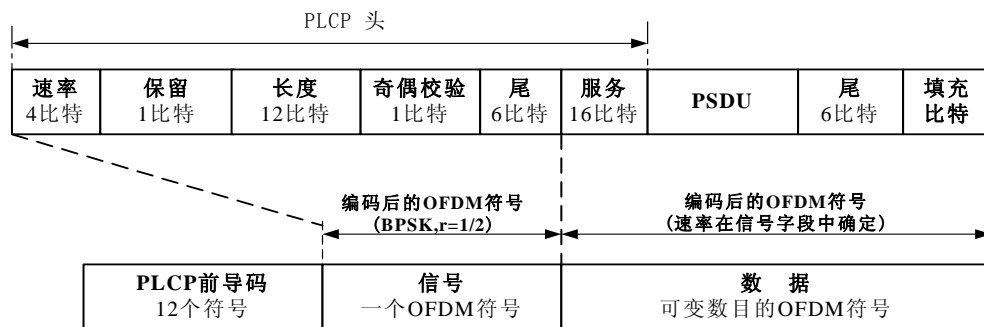 PLCP 头
速率 保留 长度 奇偶校验 尾 服务 PSDU 尾 填充
4比特 1比特 12比特 1比特 6比特 16比特 6比特 比特
编码后的OFDM符号 编码后的OFDM符号
(BPSK,r=1/2) (速率在信号字段中确定)
PLCP前导码 信号 数 据
12个符号 一个OFDM符号 可变数目的OFDM符号